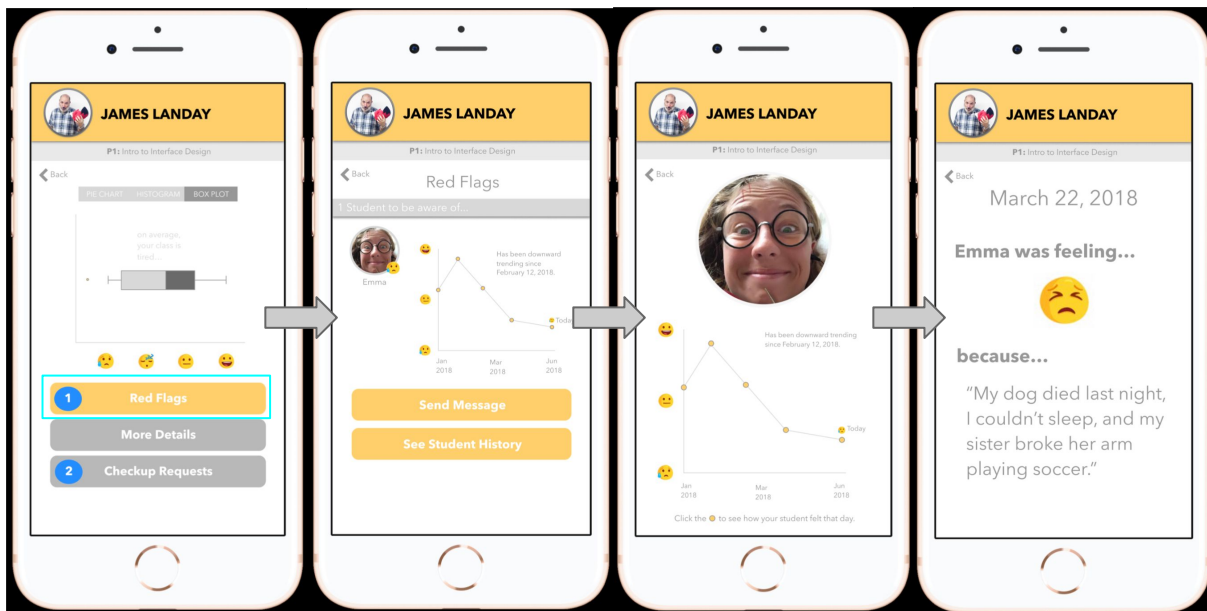 JAMES LANDAY
P1: Intro to Interface Design
Back
PIE CHART HISTOGRAM BOX PLOT
on average,
your class is
tired...
1 Red Flags
More Details
2 Checkup Requests
JAMES LANDAY
P1: Intro to Interface Design
Back
Red Flags
1 Student to be aware of...
Emma
Has been downward
trending since
February 12, 2018.
Today
Jan
2018
Mar
2018
Jun
2018
Send Message
See Student History
JAMES LANDAY
P1: Intro to Interface Design
Back
Has been downward trending
since February 12, 2018.
Today
Jan
2018
Mar
2018
Jun
2018
Click the to see how your student felt that day.
JAMES LANDAY
P1: Intro to Interface Design
Back
March 22, 2018
Emma was feeling...
because...
“My dog died last night,
I couldn’t sleep, and my
sister broke her arm
playing soccer.”